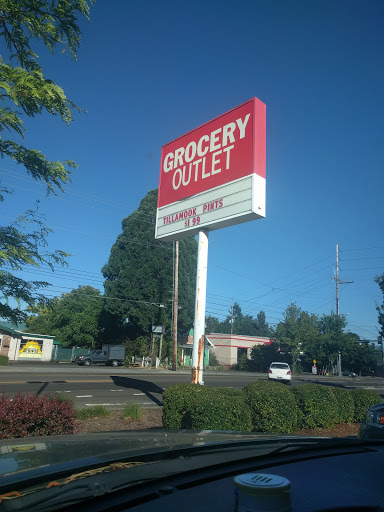 GROCERY
OUTLET
TILLAMOOK PINTS
$1 99